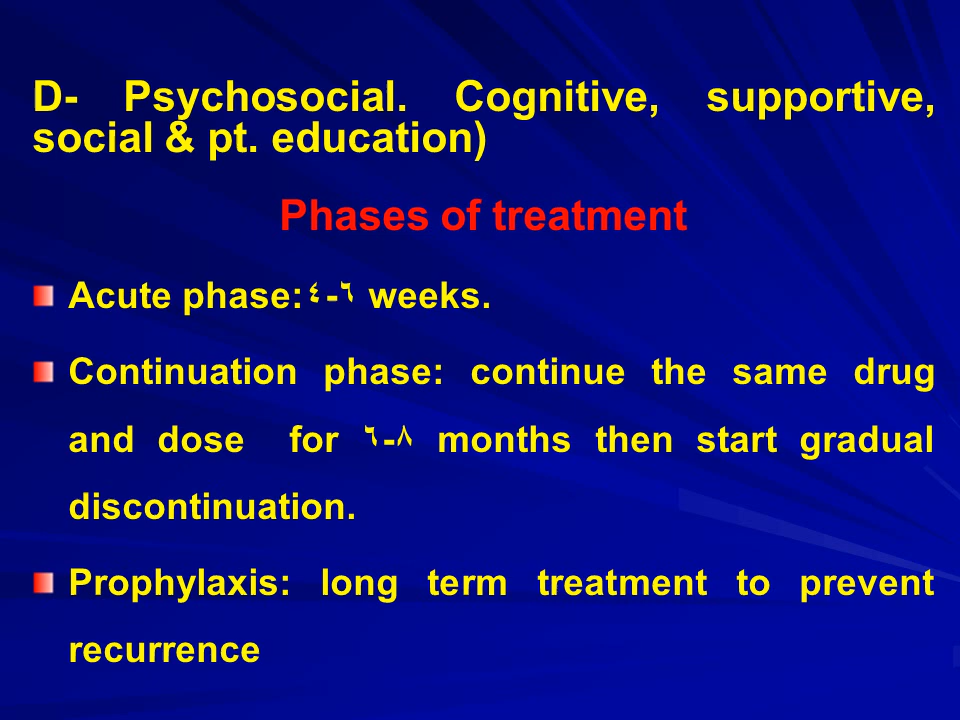 D- Psychosocial. Cognitive, supportive,
social & pt. education)
Phases of treatment
Acute phase: ٤-٦ weeks.
Continuation phase: continue the same drug
and dose for ٦-٨ months then start gradual
discontinuation.
Prophylaxis: long term treatment to prevent
recurrence